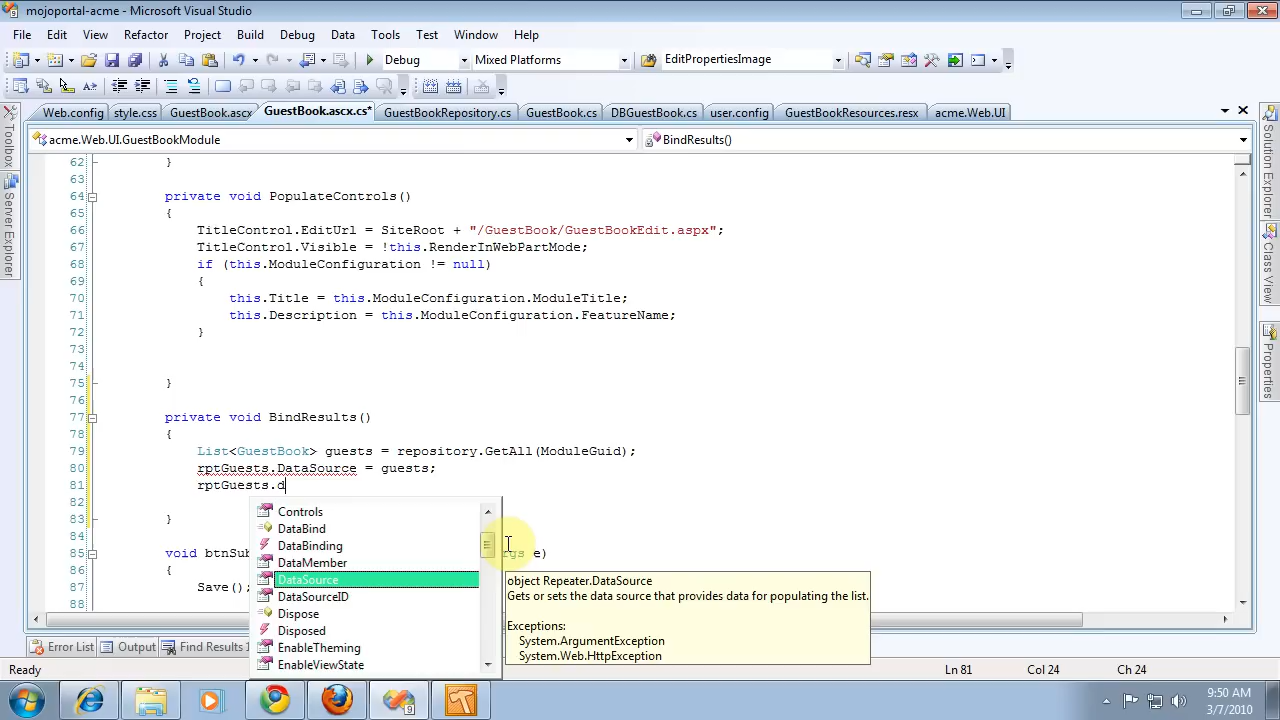 mojoportal-acme - Microsoft Visual Studio
File Edit View Refactor Project Build Debug Data Tools Test Window Help
Debug Mixed Platforms EditPropertiesImage
Web.config style.css GuestBook.ascx GuestBook.ascx.cs* GuestBookRepository.cs GuestBook.cs DBGuestBook.cs user.config GuestBookResources.resx acme.Web.UI
acme.Web.UI.GuestBookModule BindResults()
Toolbox
Server Explorer
Solution Explorer
Class View
Properties
62 }
63
64 private void PopulateControls()
65 {
66 TitleControl.EditUrl = SiteRoot + "/GuestBook/GuestBookEdit.aspx";
67 TitleControl.Visible = !this.RenderInWebPartMode;
68 if (this.ModuleConfiguration != null)
69 {
70 this.Title = this.ModuleConfiguration.ModuleTitle;
71 this.Description = this.ModuleConfiguration.FeatureName;
72 }
73
74
75 }
76
77 private void BindResults()
78 {
79 List<GuestBook> guests = repository.GetAll(ModuleGuid);
80 rptGuests.DataSource = guests;
81 rptGuests.d
82
83 }
84
85 void btnSub e)
86 {
87 Save();
88
Controls
DataBind
DataBinding
DataMember
DataSource
DataSourceID
Dispose
Disposed
EnableTheming
EnableViewState
object Repeater.DataSource
Gets or sets the data source that provides data for populating the list.
Exceptions:
System.ArgumentException
System.Web.HttpException
Error List Output Find Results 1
Ready Ln 81 Col 24 Ch 24
9:50 AM
3/7/2010